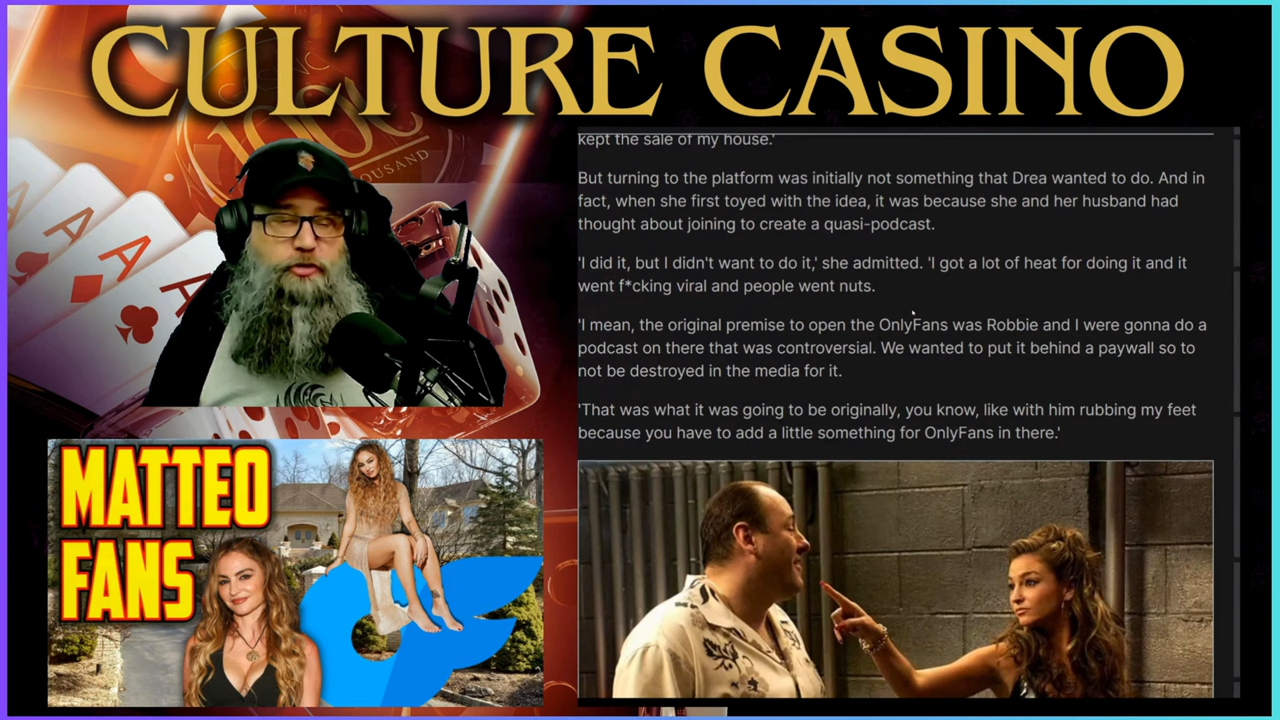 CULTURE CASINO
1000
THOUSAND
A
A
A
kept the sale of my house.'
But turning to the platform was initially not something that Drea wanted to do. And in
fact, when she first toyed with the idea, it was because she and her husband had
thought about joining to create a quasi-podcast.
'I did it, but I didn't want to do it,' she admitted. 'I got a lot of heat for doing it and it
went f*cking viral and people went nuts.
'I mean, the original premise to open the OnlyFans was Robbie and I were gonna do a
podcast on there that was controversial. We wanted to put it behind a paywall so to
not be destroyed in the media for it.
'That was what it was going to be originally, you know, like with him rubbing my feet
because you have to add a little something for OnlyFans in there.'
MATTEO
FANS